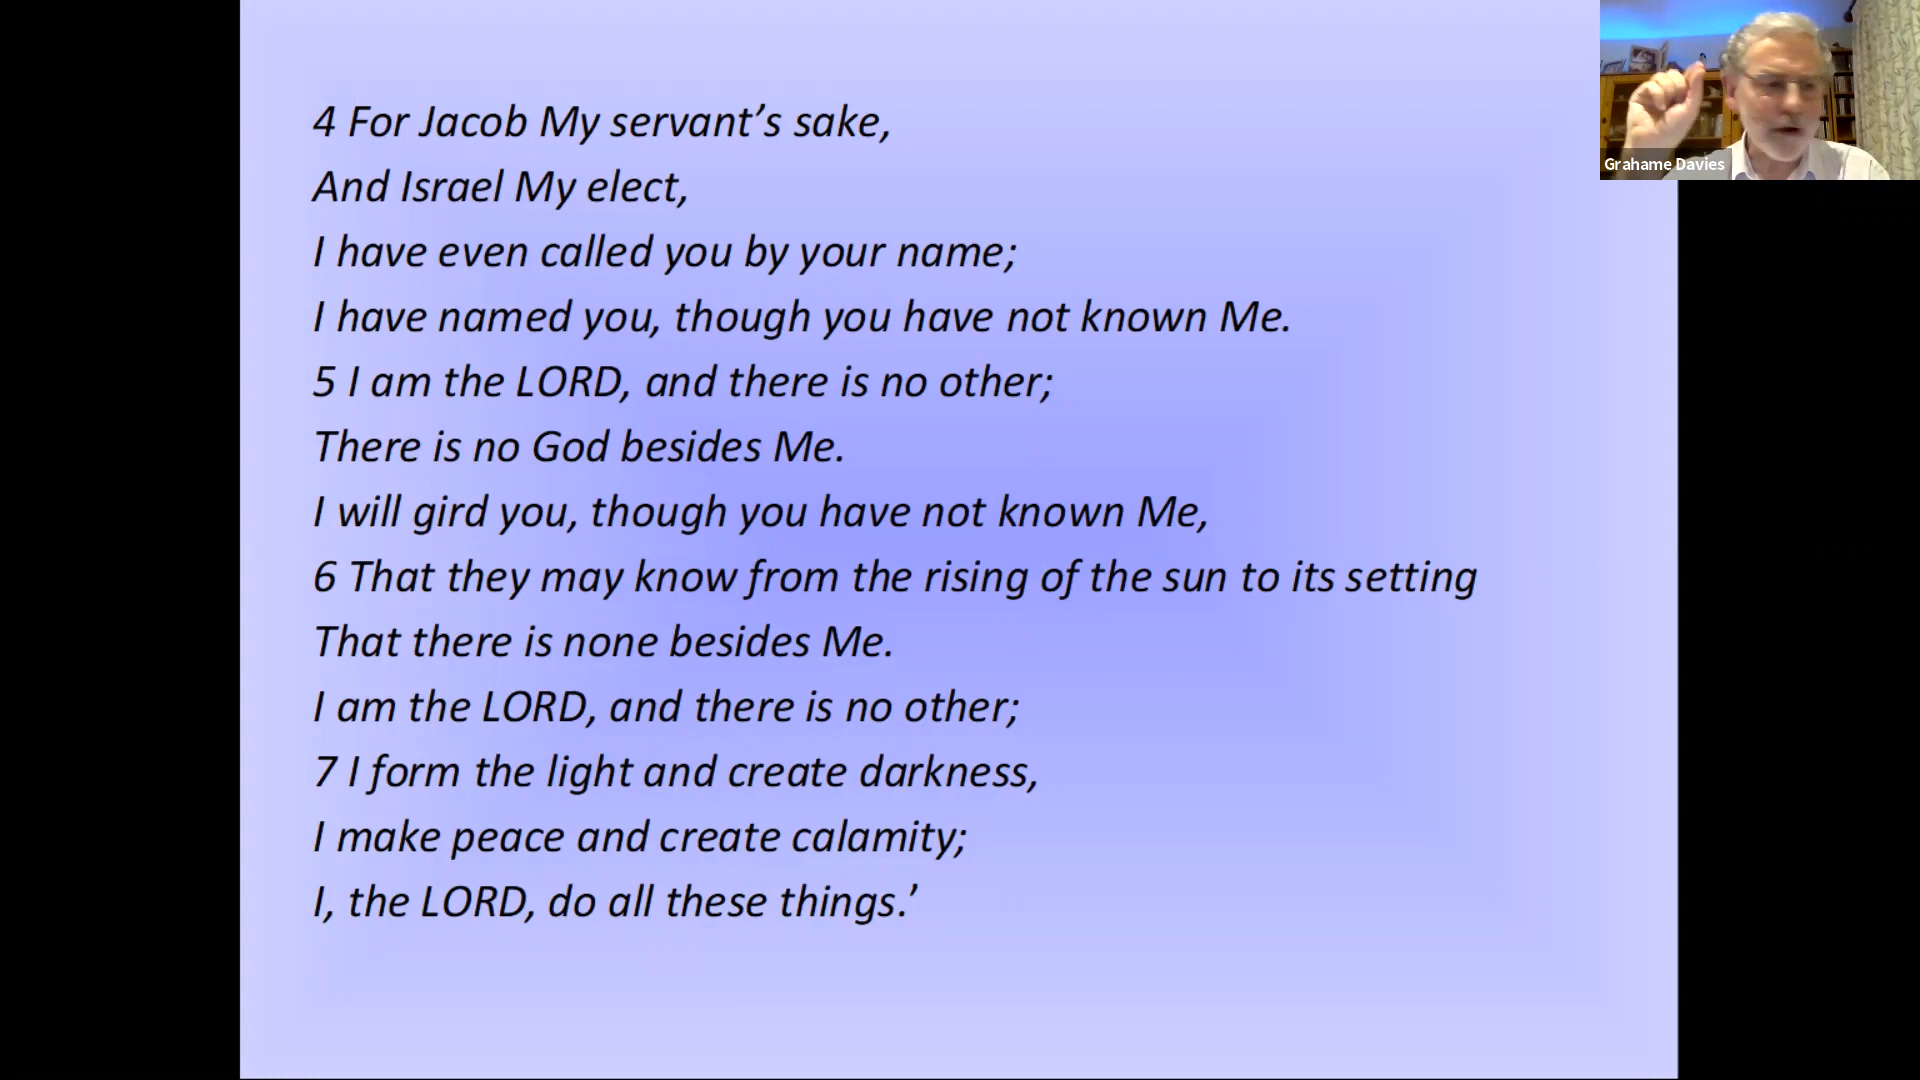 4 For Jacob My servant’s sake,
And Israel My elect,
I have even called you by your name;
I have named you, though you have not known Me.
5 I am the LORD, and there is no other;
There is no God besides Me.
I will gird you, though you have not known Me,
6 That they may know from the rising of the sun to its setting
That there is none besides Me.
I am the LORD, and there is no other;
7 I form the light and create darkness,
I make peace and create calamity;
I, the LORD, do all these things.’
Grahame Davies